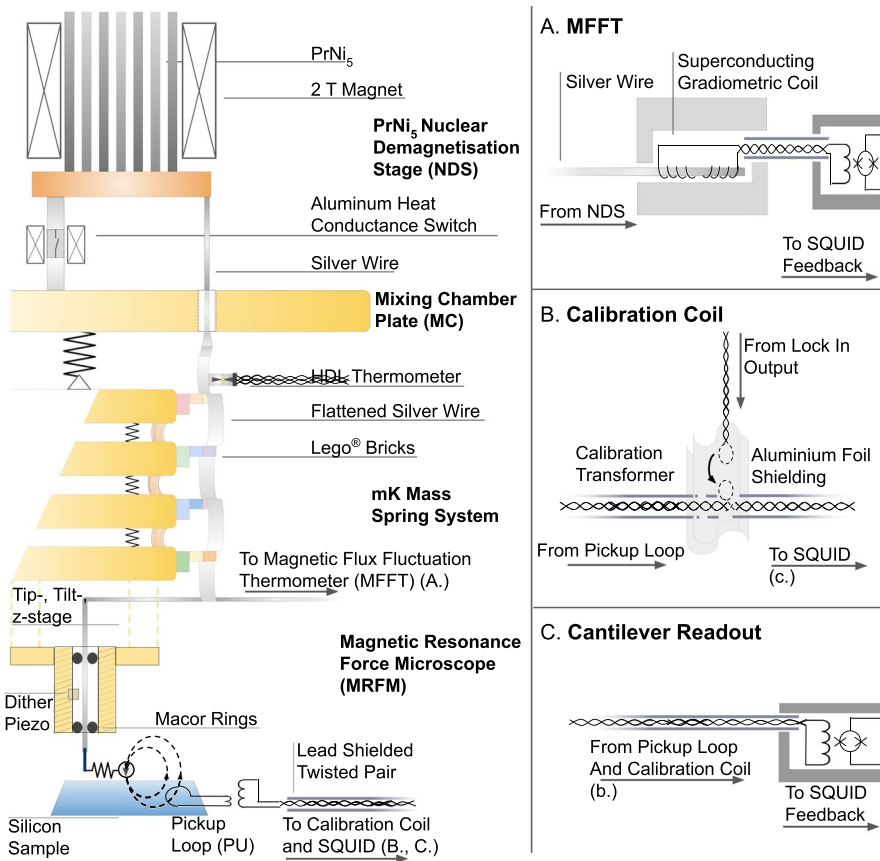 PrNi₅
2 T Magnet
PrNi₅ Nuclear
Demagnetisation
Stage (NDS)
Aluminum Heat
Conductance Switch
Silver Wire
Mixing Chamber
Plate (MC)
HDL Thermometer
Flattened Silver Wire
Lego® Bricks
mK Mass
Spring System
To Magnetic Flux Fluctuation
Thermometer (MFFT) (A.)
Tip-, Tilt-,
z-stage
Magnetic Resonance
Force Microscope
(MRFM)
Dither
Piezo
Macor Rings
Lead Shielded
Twisted Pair
Silicon
Sample
Pickup
Loop (PU)
To Calibration Coil
and SQUID (B., C.)
A. MFFT
Silver Wire
Superconducting
Gradiometric Coil
From NDS
To SQUID
Feedback
B. Calibration Coil
From Lock In
Output
Calibration
Transformer
Aluminium Foil
Shielding
From Pickup Loop
To SQUID
(c.)
C. Cantilever Readout
From Pickup Loop
And Calibration Coil
(b.)
To SQUID
Feedback